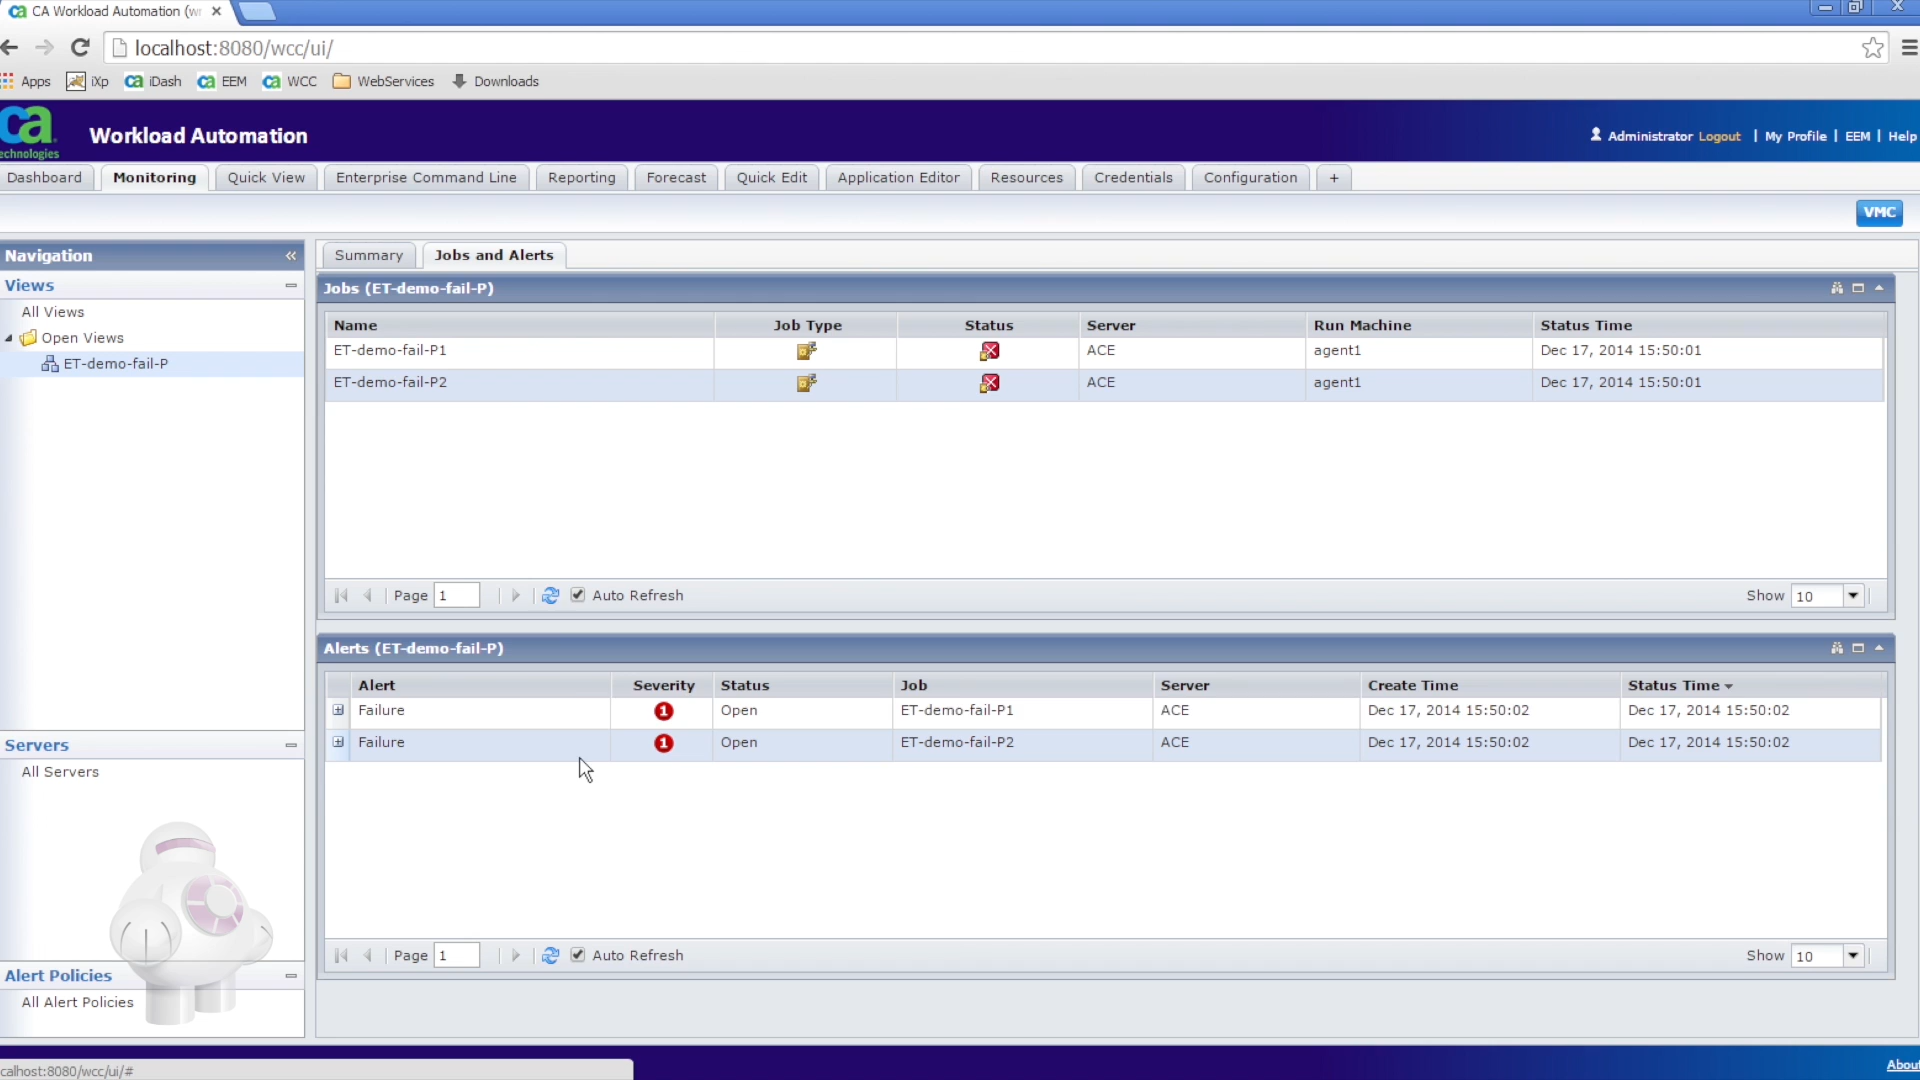 CA Workload Automation (w
localhost:8080/wcc/ui/
Apps iXp ca iDash ca EEM ca WCC WebServices Downloads
ca
echnologies
Workload Automation
Administrator Logout | My Profile | EEM | Help
Dashboard Monitoring Quick View Enterprise Command Line Reporting Forecast Quick Edit Application Editor Resources Credentials Configuration +
VMC
Navigation «
Views
All Views
Open Views
ET-demo-fail-P
Servers
All Servers
Alert Policies
All Alert Policies
Summary Jobs and Alerts
Jobs (ET-demo-fail-P)
Name Job Type Status Server Run Machine Status Time
ET-demo-fail-P1 ACE agent1 Dec 17, 2014 15:50:01
ET-demo-fail-P2 ACE agent1 Dec 17, 2014 15:50:01
Page 1 Auto Refresh Show 10
Alerts (ET-demo-fail-P)
Alert Severity Status Job Server Create Time Status Time
Failure 1 Open ET-demo-fail-P1 ACE Dec 17, 2014 15:50:02 Dec 17, 2014 15:50:02
Failure 1 Open ET-demo-fail-P2 ACE Dec 17, 2014 15:50:02 Dec 17, 2014 15:50:02
Page 1 Auto Refresh Show 10
calhost:8080/wcc/ui/#
About